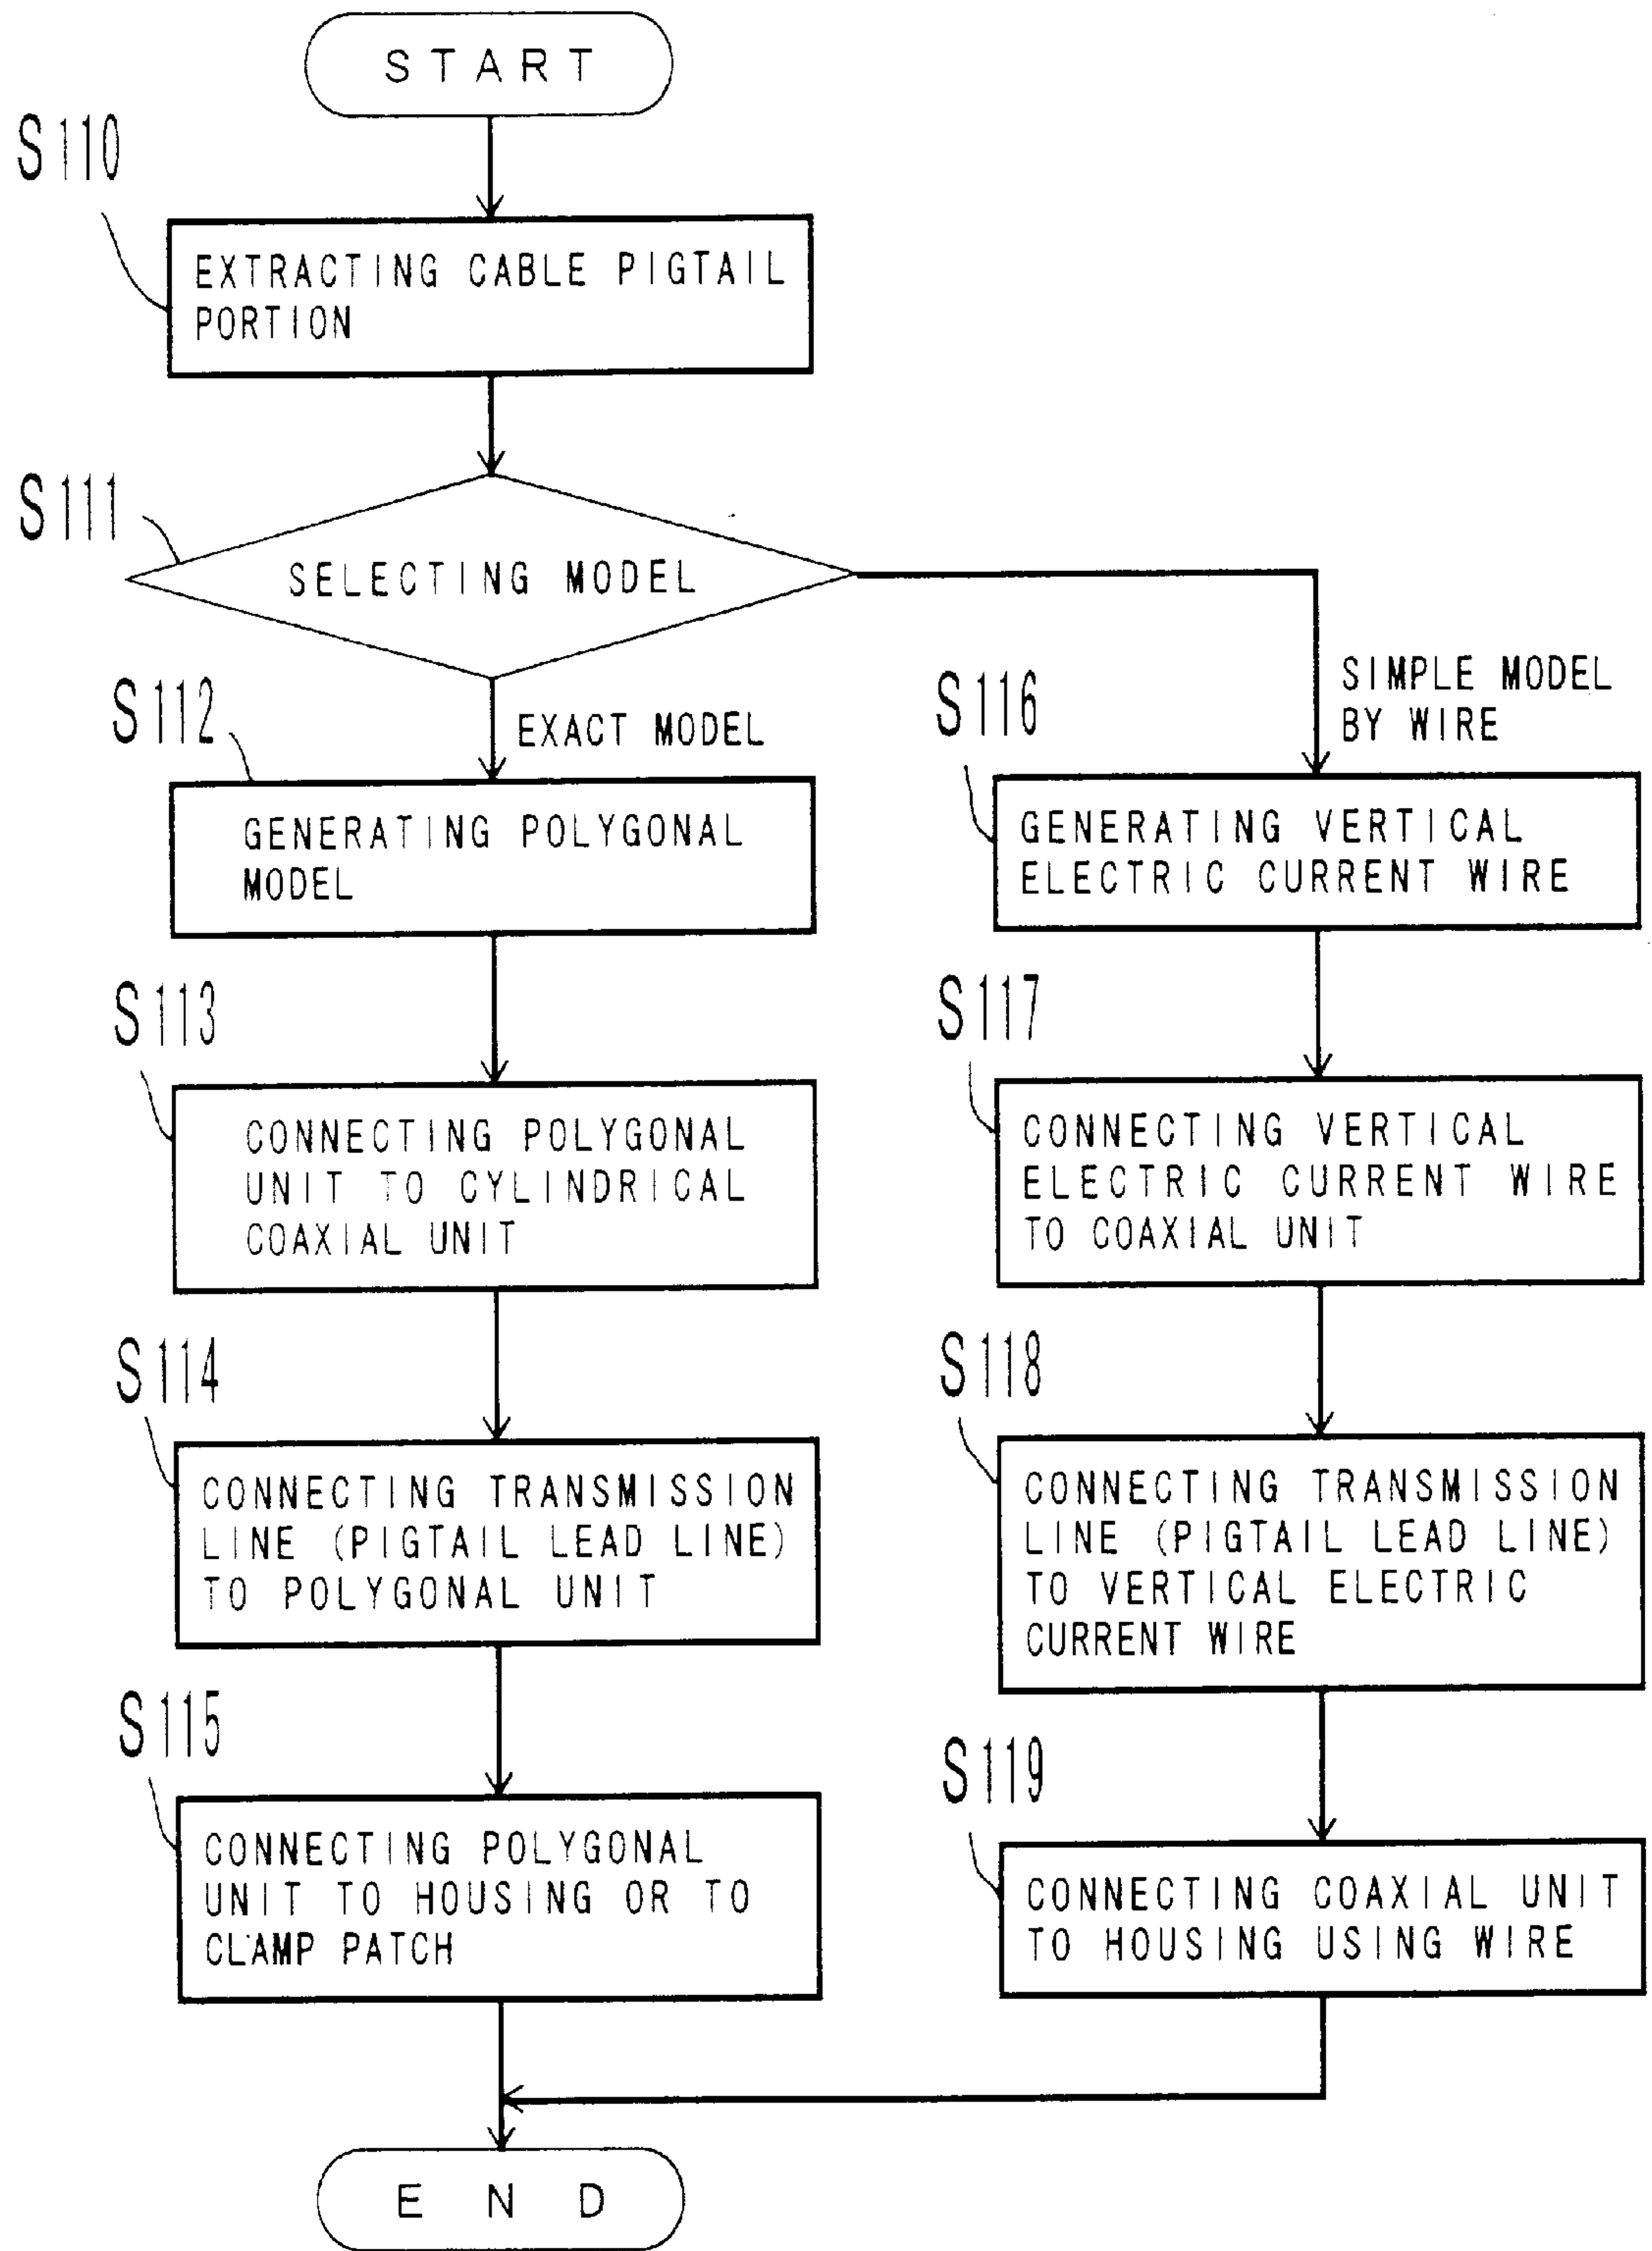 START
S110
EXTRACTING CABLE PIGTAIL
PORTION
S111
SELECTING MODEL
S112
EXACT MODEL
GENERATING POLYGONAL
MODEL
S113
CONNECTING POLYGONAL
UNIT TO CYLINDRICAL
COAXIAL UNIT
S114
CONNECTING TRANSMISSION
LINE (PIGTAIL LEAD LINE)
TO POLYGONAL UNIT
S115
CONNECTING POLYGONAL
UNIT TO HOUSING OR TO
CLAMP PATCH
SIMPLE MODEL
BY WIRE
S116
GENERATING VERTICAL
ELECTRIC CURRENT WIRE
S117
CONNECTING VERTICAL
ELECTRIC CURRENT WIRE
TO COAXIAL UNIT
S118
CONNECTING TRANSMISSION
LINE (PIGTAIL LEAD LINE)
TO VERTICAL ELECTRIC
CURRENT WIRE
S119
CONNECTING COAXIAL UNIT
TO HOUSING USING WIRE
END